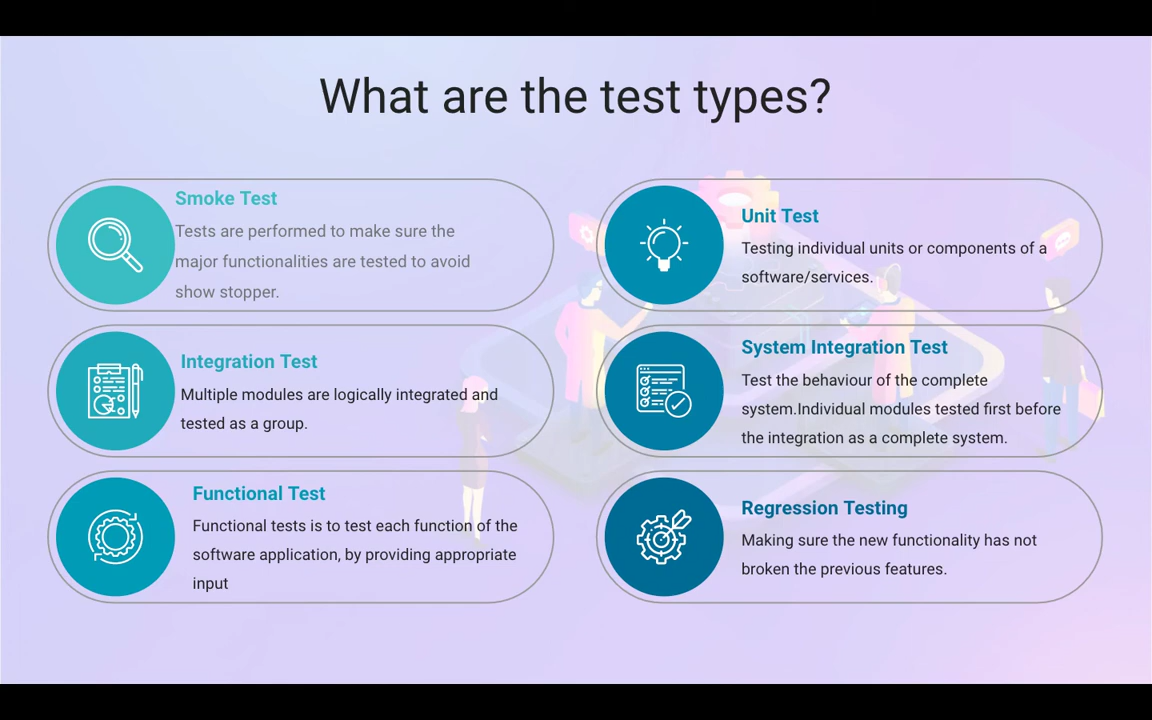 What are the test types?
Smoke Test
Tests are performed to make sure the
major functionalities are tested to avoid
show stopper.
Unit Test
Testing individual units or components of a
software/services.
Integration Test
Multiple modules are logically integrated and
tested as a group.
System Integration Test
Test the behaviour of the complete
system.Individual modules tested first before
the integration as a complete system.
Functional Test
Functional tests is to test each function of the
software application, by providing appropriate
input
Regression Testing
Making sure the new functionality has not
broken the previous features.